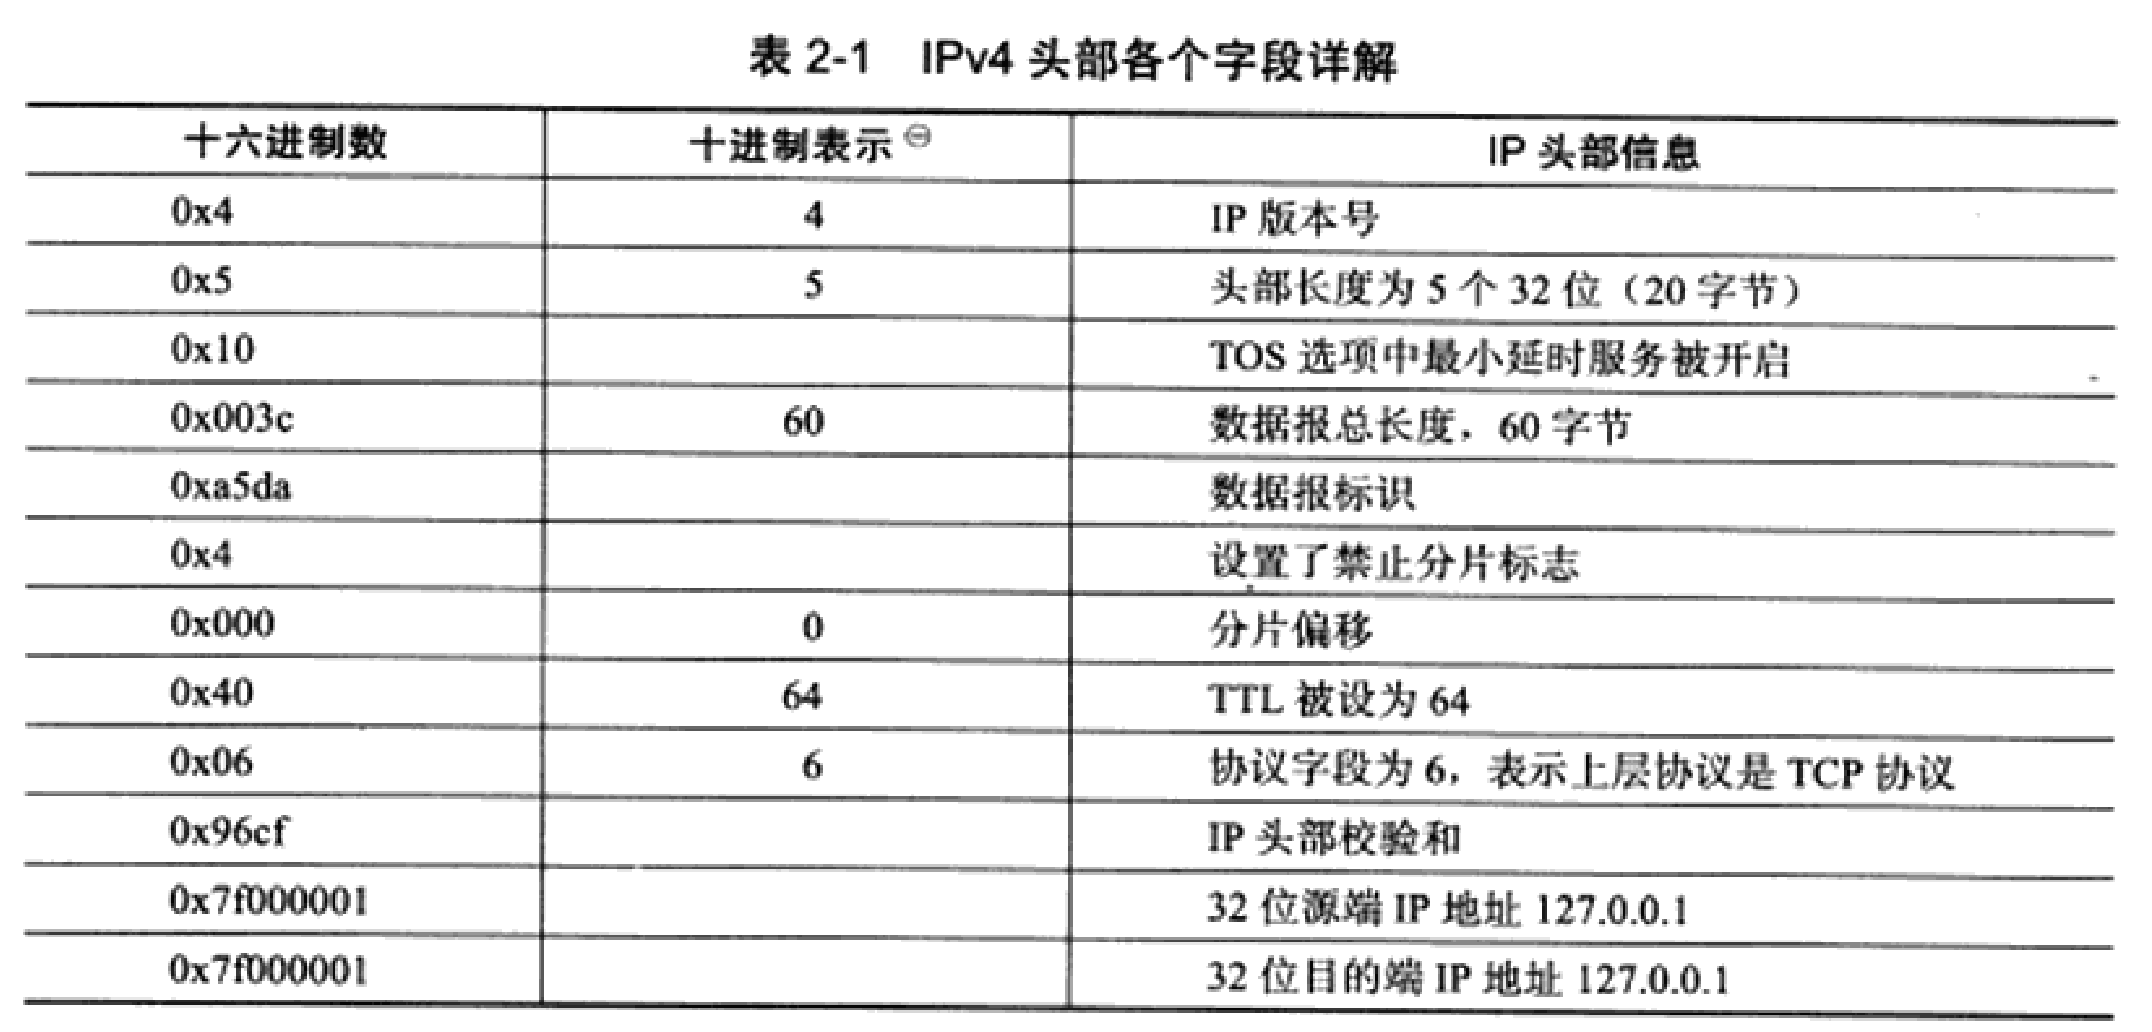 表 2-1 IPv4 头部各个字段详解
十六进制数 十进制表示㊀ IP 头部信息
0x4 4 IP 版本号
0x5 5 头部长度为 5 个 32 位（20 字节）
0x10 TOS 选项中最小延时服务被开启
0x003c 60 数据报总长度，60 字节
0xa5da 数据报标识
0x4 设置了禁止分片标志
0x000 0 分片偏移
0x40 64 TTL 被设为 64
0x06 6 协议字段为 6，表示上层协议是 TCP 协议
0x96cf IP 头部校验和
0x7f000001 32 位源端 IP 地址 127.0.0.1
0x7f000001 32 位目的端 IP 地址 127.0.0.1